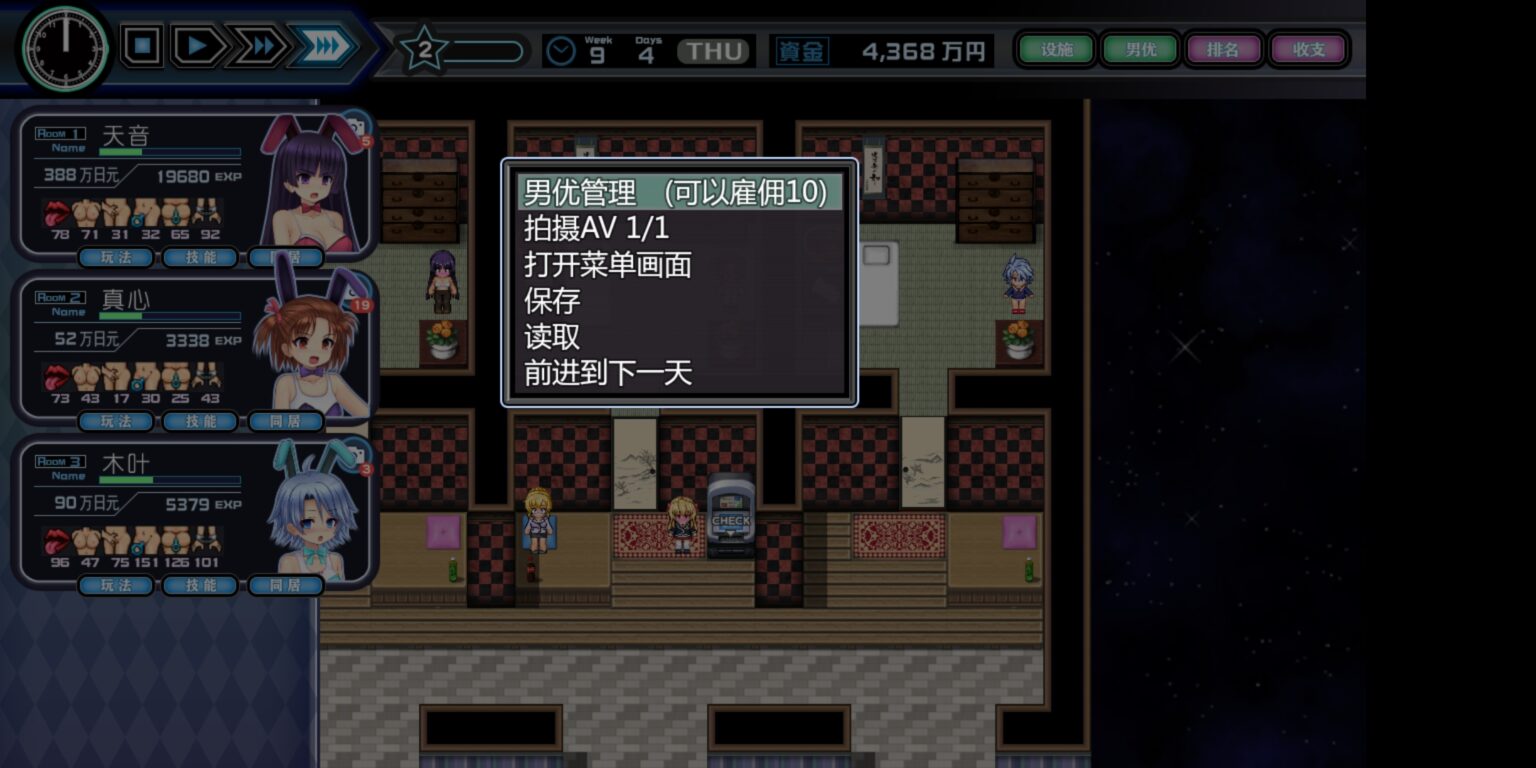 2
Week
9
Days
4
THU
資金
4,368 万円
设施
男优
排名
收支
ROOM 1
天音
Name
5
388 万日元
19680 EXP
78 71 31 32 65 92
玩法
技能
同居
ROOM 2
真心
Name
19
52 万日元
3338 EXP
73 43 17 30 25 43
玩法
技能
同居
ROOM 3
木叶
Name
3
90 万日元
5379 EXP
96 47 75 151 126 101
玩法
技能
同居
男优管理 (可以雇佣10)
拍摄AV 1/1
打开菜单画面
保存
读取
前进到下一天
CHECK